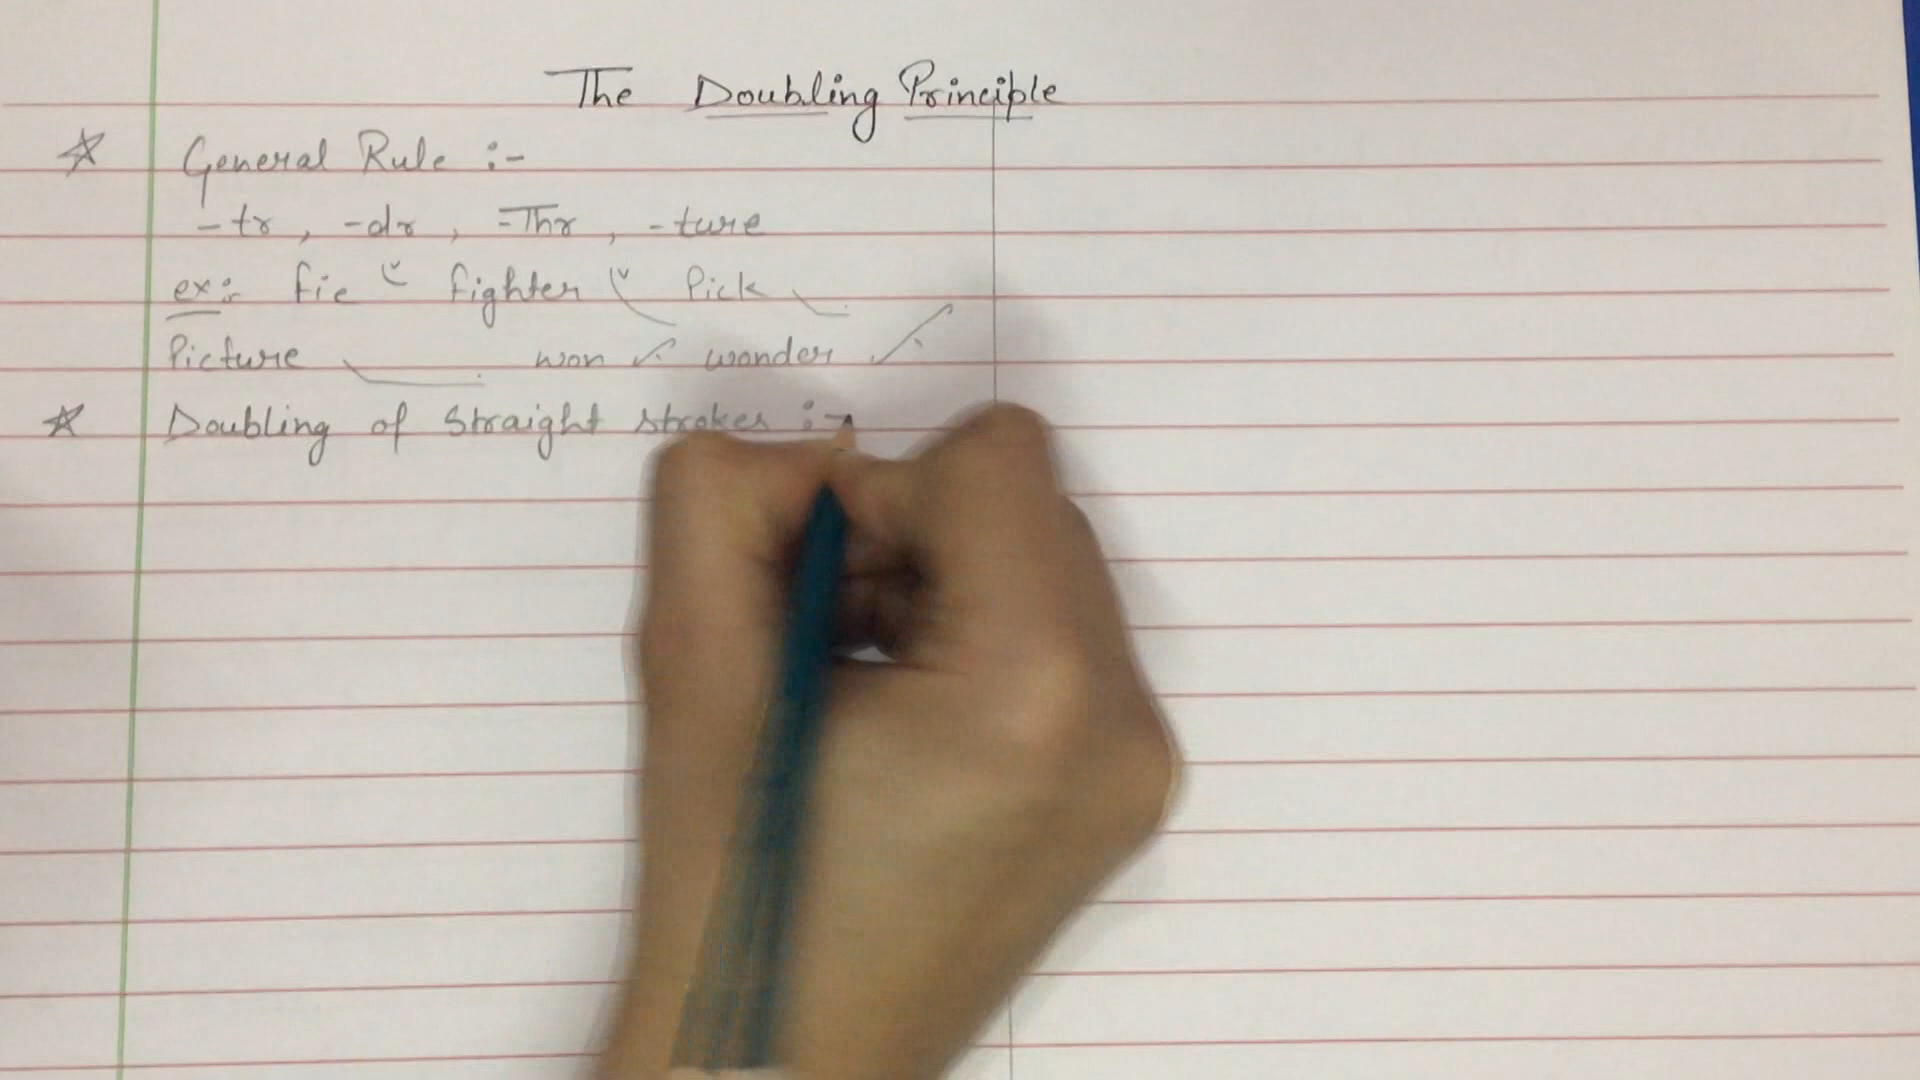 The Doubling Principle
☆ General Rule :-
-tr, -dr, -Thr, -ture
ex:- fie fighter Pick
Picture won wonder
☆ Doubling of Straight strokes :-